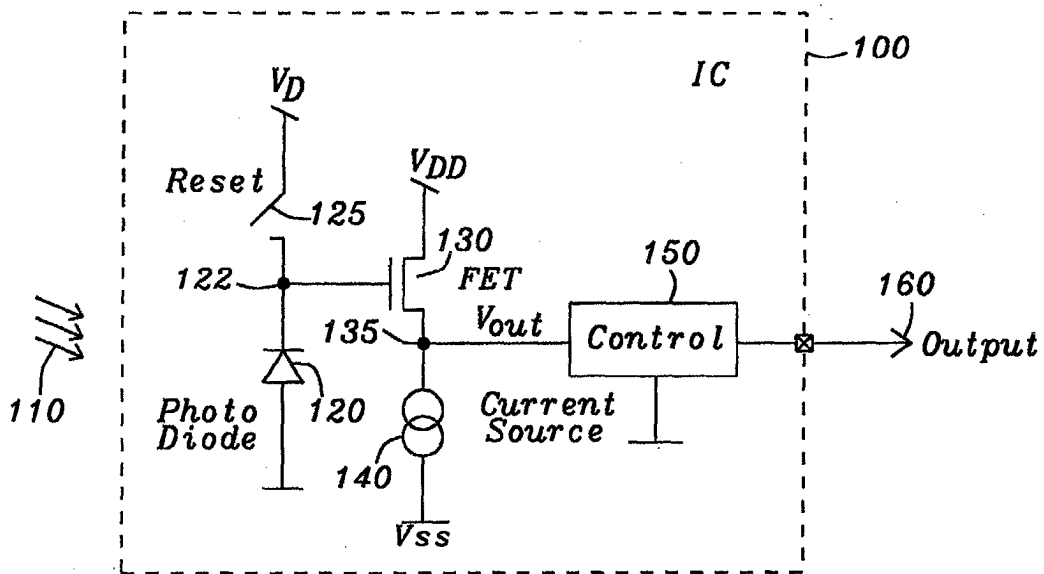 100
IC
VD
VDD
Reset
125
130
FET
150
160
122
135
Vout
Control
Output
110
Photo
Diode
120
Current
Source
140
Vss